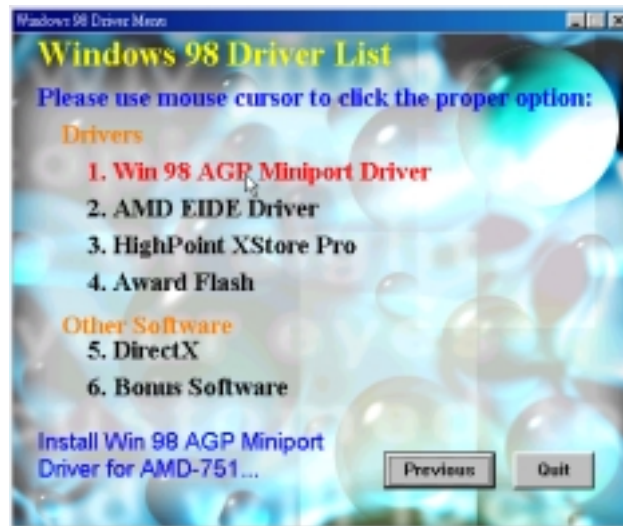 Windows 98 Driver Menu
Windows 98 Driver List
Please use mouse cursor to click the proper option:
Drivers
1. Win 98 AGP Miniport Driver
2. AMD EIDE Driver
3. HighPoint XStore Pro
4. Award Flash
Other Software
5. DirectX
6. Bonus Software
Install Win 98 AGP Miniport
Driver for AMD-751...
Previous
Quit